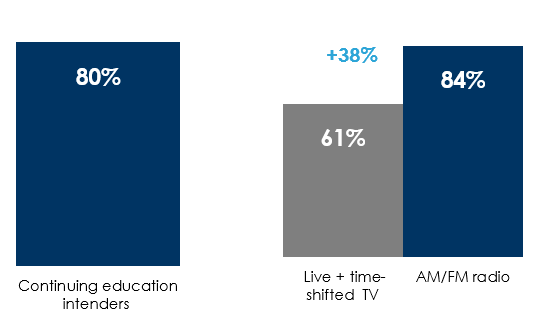 80%
Continuing education
intenders
+38%
61%
84%
Live + time-
shifted TV
AM/FM radio